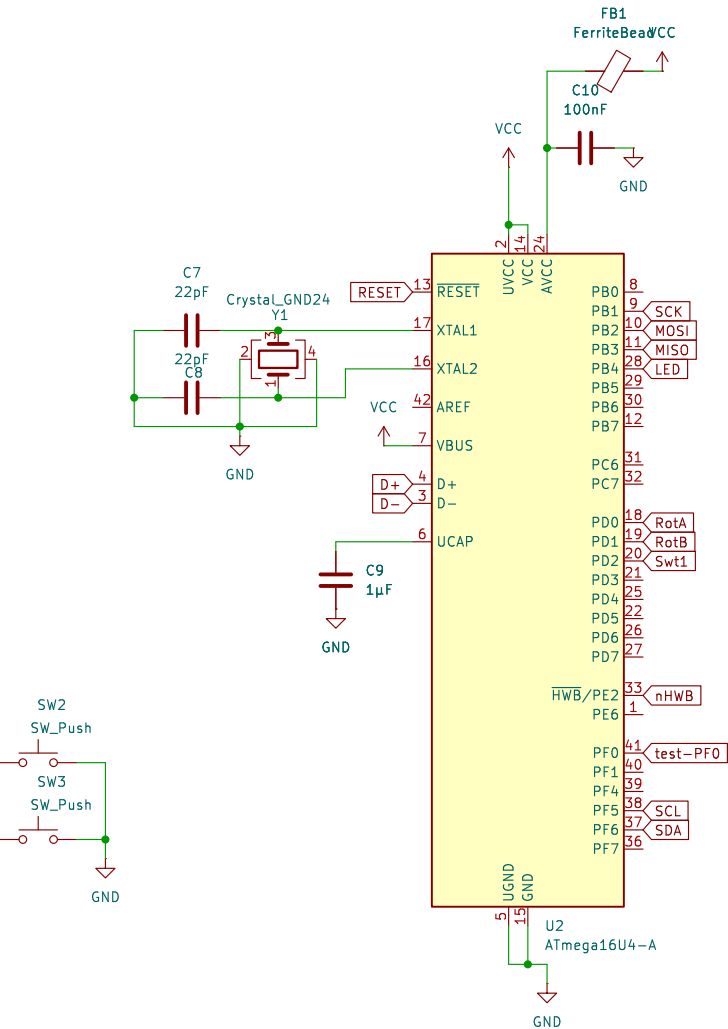 FB1
FerriteBead
VCC
C10
100nF
GND
VCC
2
14
24
UVCC
VCC
AVCC
C7
22pF
Crystal_GND24
Y1
3
2
4
1
22pF
C8
GND
RESET
13
RESET
17
XTAL1
16
XTAL2
42
AREF
VCC
7
VBUS
D+
4
D+
D-
3
D-
6
UCAP
C9
1µF
GND
PB0
8
PB1
9
SCK
PB2
10
MOSI
PB3
11
MISO
PB4
28
LED
PB5
29
PB6
30
PB7
12
PC6
31
PC7
32
PD0
18
RotA
PD1
19
RotB
PD2
20
Swt1
PD3
21
PD4
25
PD5
22
PD6
26
PD7
27
HWB/PE2
33
nHWB
PE6
1
PF0
41
test-PF0
PF1
40
PF4
39
PF5
38
SCL
PF6
37
SDA
PF7
36
SW2
SW_Push
SW3
SW_Push
GND
UGND
GND
5
15
U2
ATmega16U4-A
GND